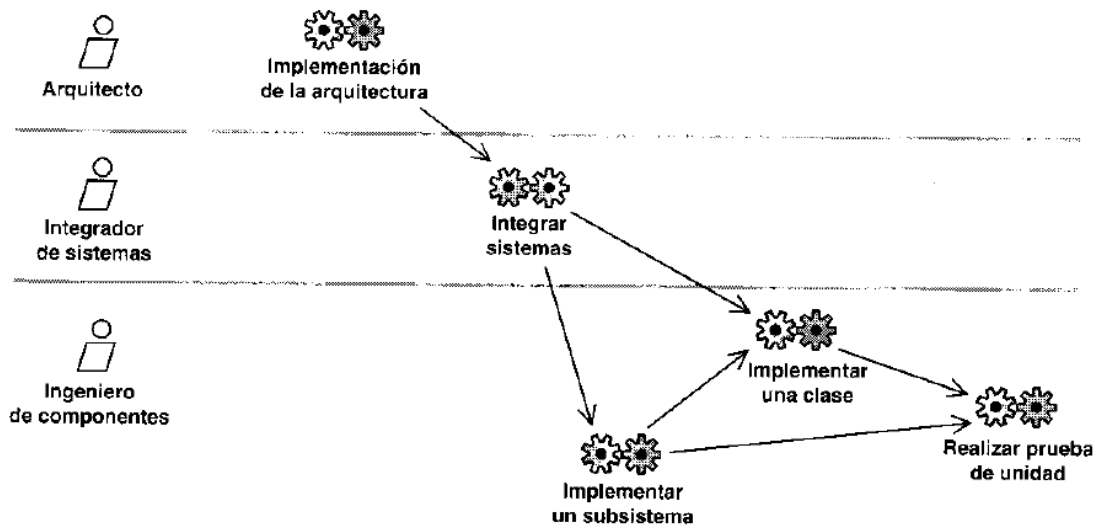 Arquitecto
Implementación
de la arquitectura
Integrador
de sistemas
Integrar
sistemas
Ingeniero
de componentes
Implementar
una clase
Implementar
un subsistema
Realizar prueba
de unidad